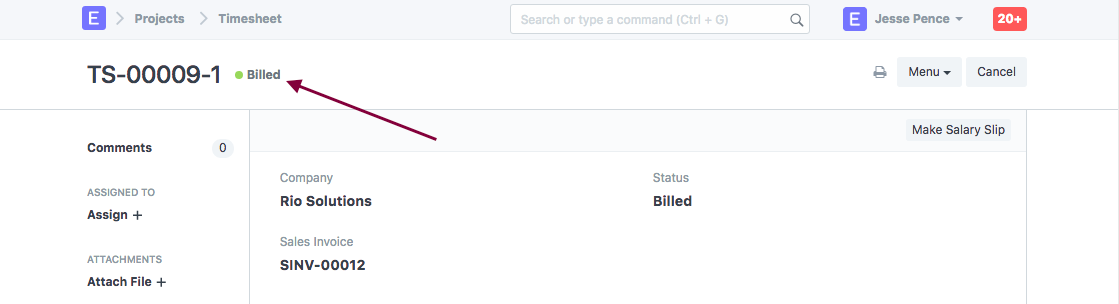 E Projects Timesheet Search or type a command (Ctrl + G) E Jesse Pence 20+
TS-00009-1 Billed Menu Cancel
Make Salary Slip
Comments 0
ASSIGNED TO
Assign +
ATTACHMENTS
Attach File +
Company
Rio Solutions
Status
Billed
Sales Invoice
SINV-00012